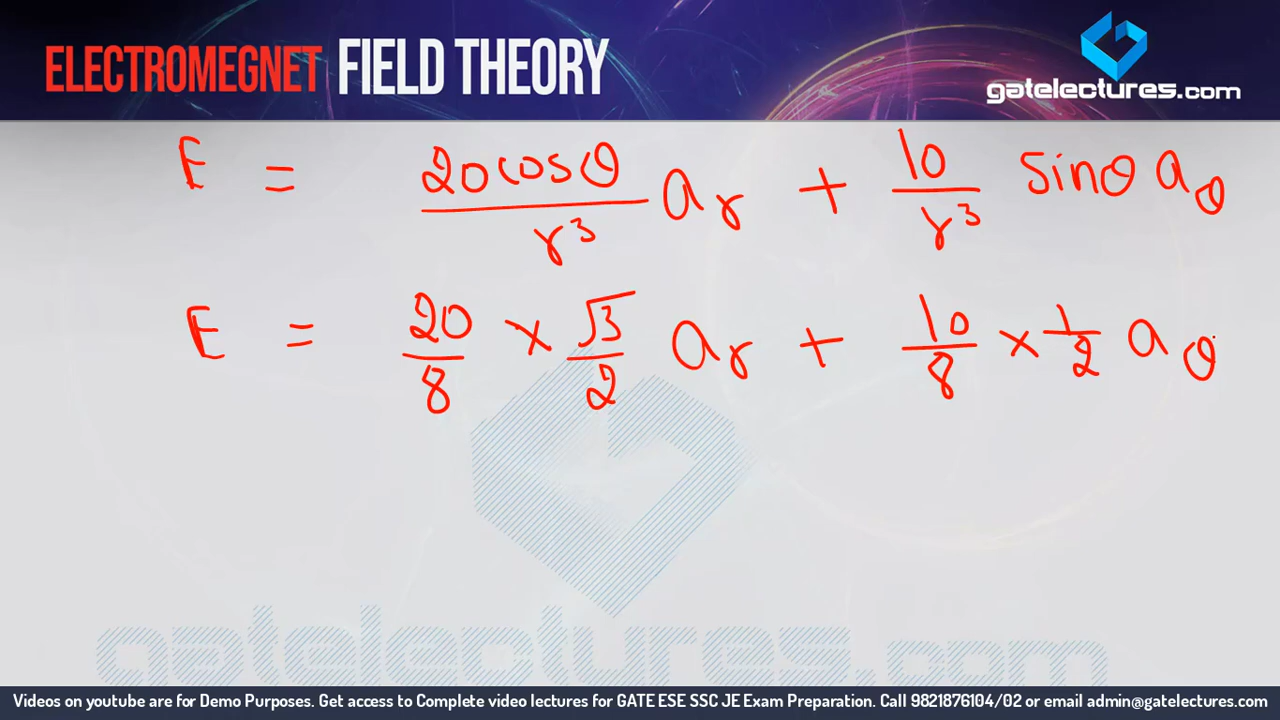 ELECTROMEGNET FIELD THEORY
gatelectures.com
E = 20cosθ/r³ aᵣ + 10/r³ sinθ a_θ
E = 20/8 × √3/2 aᵣ + 10/8 × 1/2 a_θ
gatelectures.com
Videos on youtube are for Demo Purposes. Get access to Complete video lectures for GATE ESE SSC JE Exam Preparation. Call 9821876104/02 or email admin@gatelectures.com